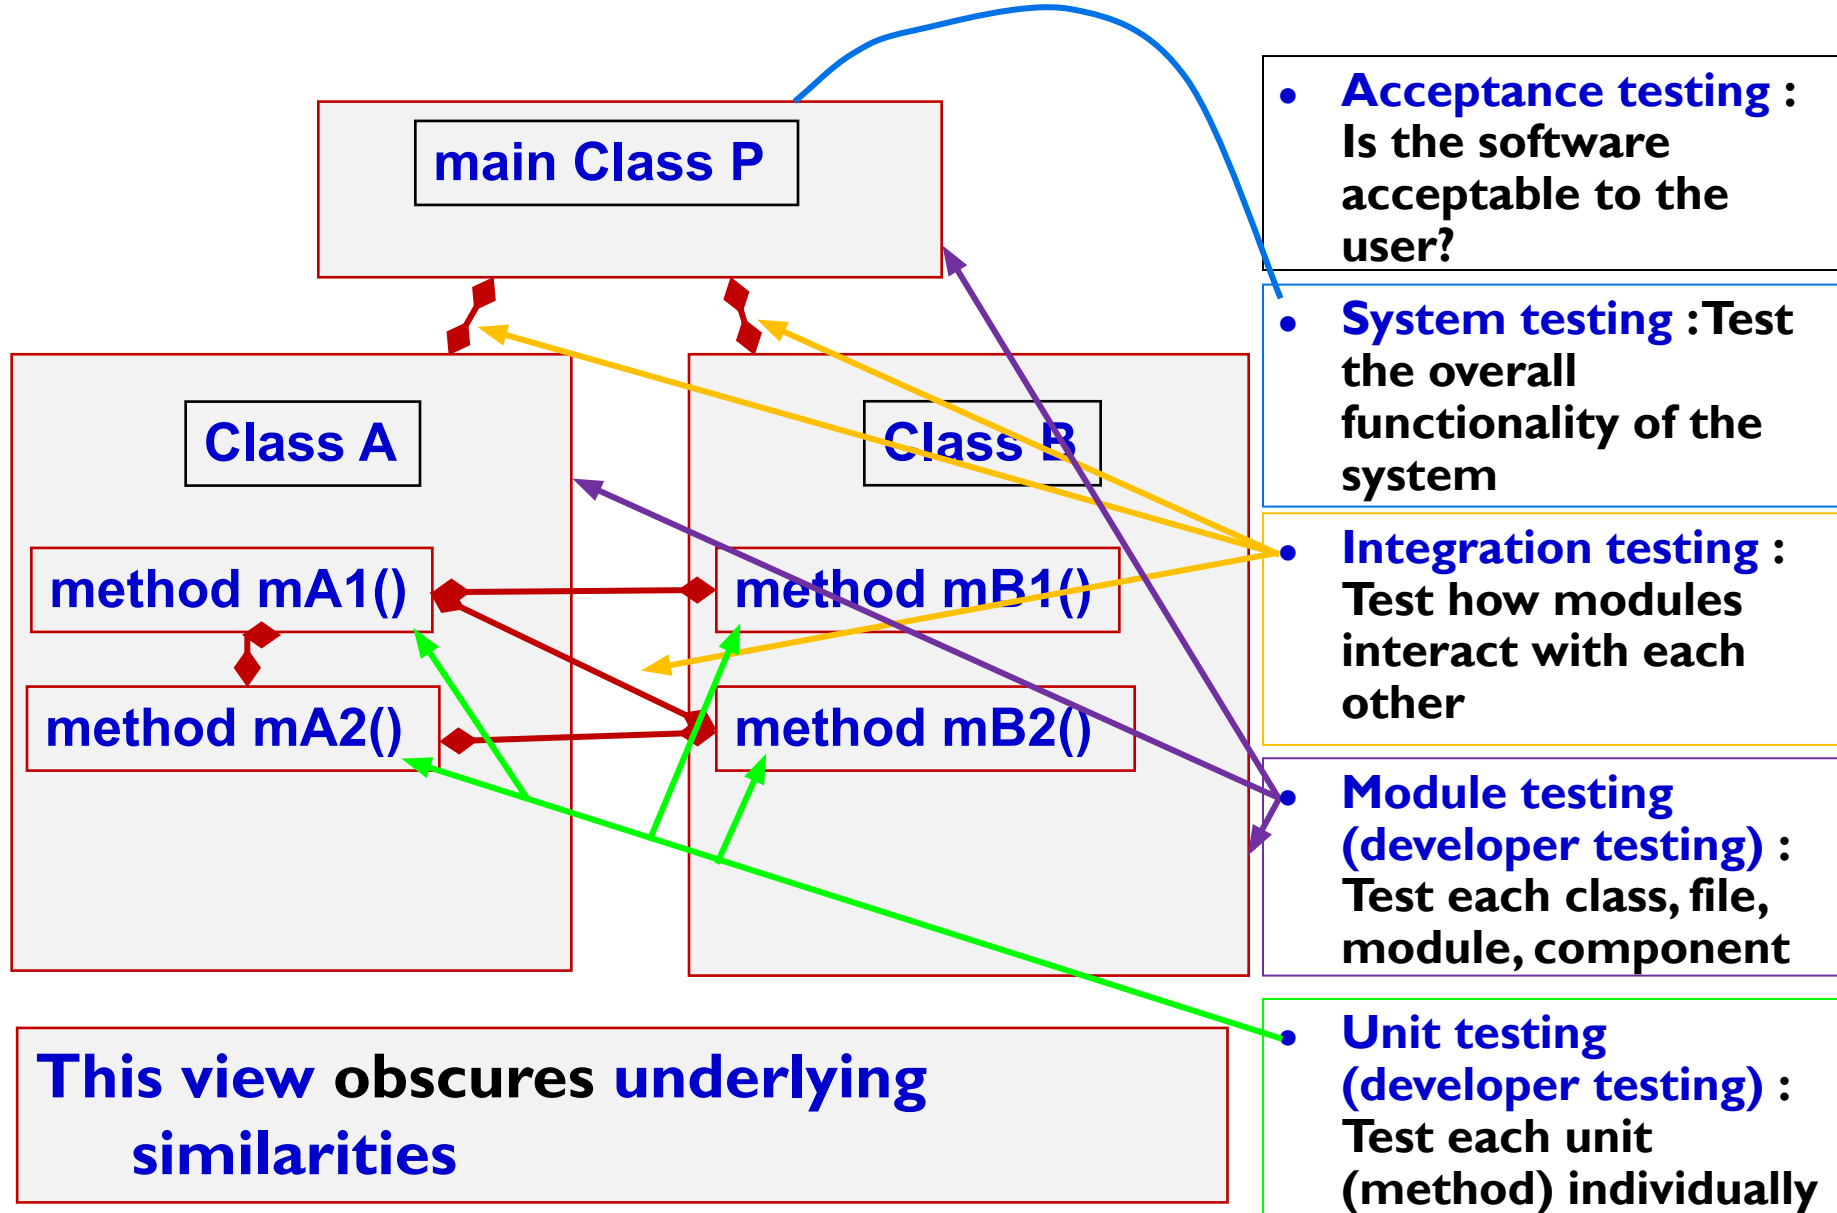 main Class P
Class A
method mA1()
method mA2()
Class B
method mB1()
method mB2()
This view obscures underlying
similarities
• Acceptance testing :
Is the software
acceptable to the
user?
• System testing : Test
the overall
functionality of the
system
• Integration testing :
Test how modules
interact with each
other
• Module testing
(developer testing) :
Test each class, file,
module, component
• Unit testing
(developer testing) :
Test each unit
(method) individually